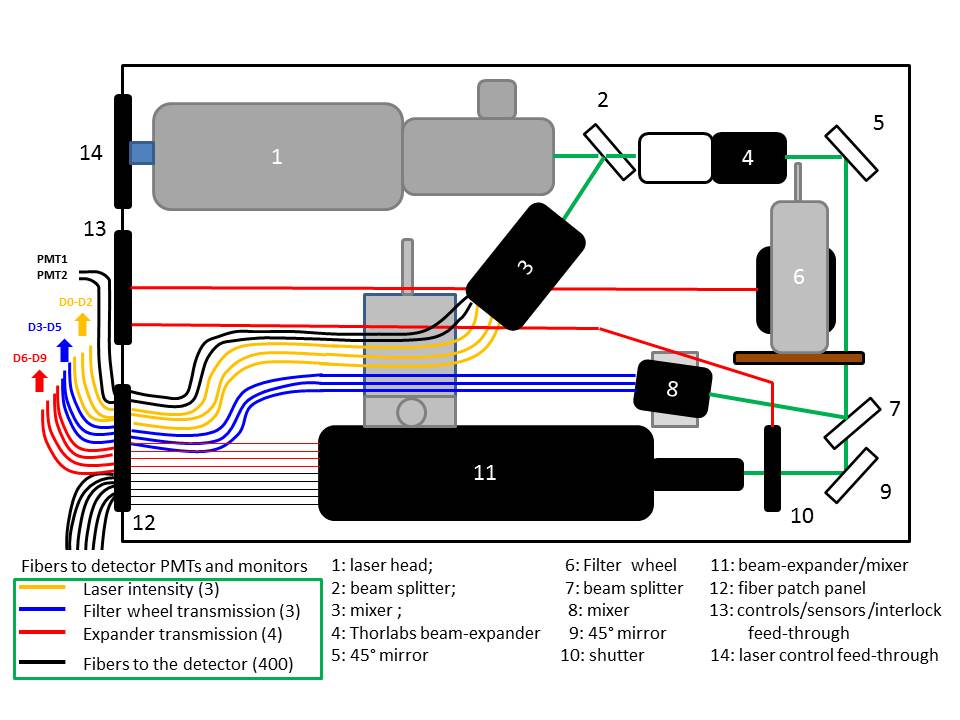 2
5
14
1
4
13
PMT1
PMT2
3
6
D0-D2
D3-D5
D6-D9
8
7
11
9
10
12
Fibers to detector PMTs and monitors
Laser intensity (3)
Filter wheel transmission (3)
Expander transmission (4)
Fibers to the detector (400)
1: laser head;
2: beam splitter;
3: mixer ;
4: Thorlabs beam-expander
5: 45° mirror
6: Filter wheel
7: beam splitter
8: mixer
9: 45° mirror
10: shutter
11: beam-expander/mixer
12: fiber patch panel
13: controls/sensors/interlock
feed-through
14: laser control feed-through